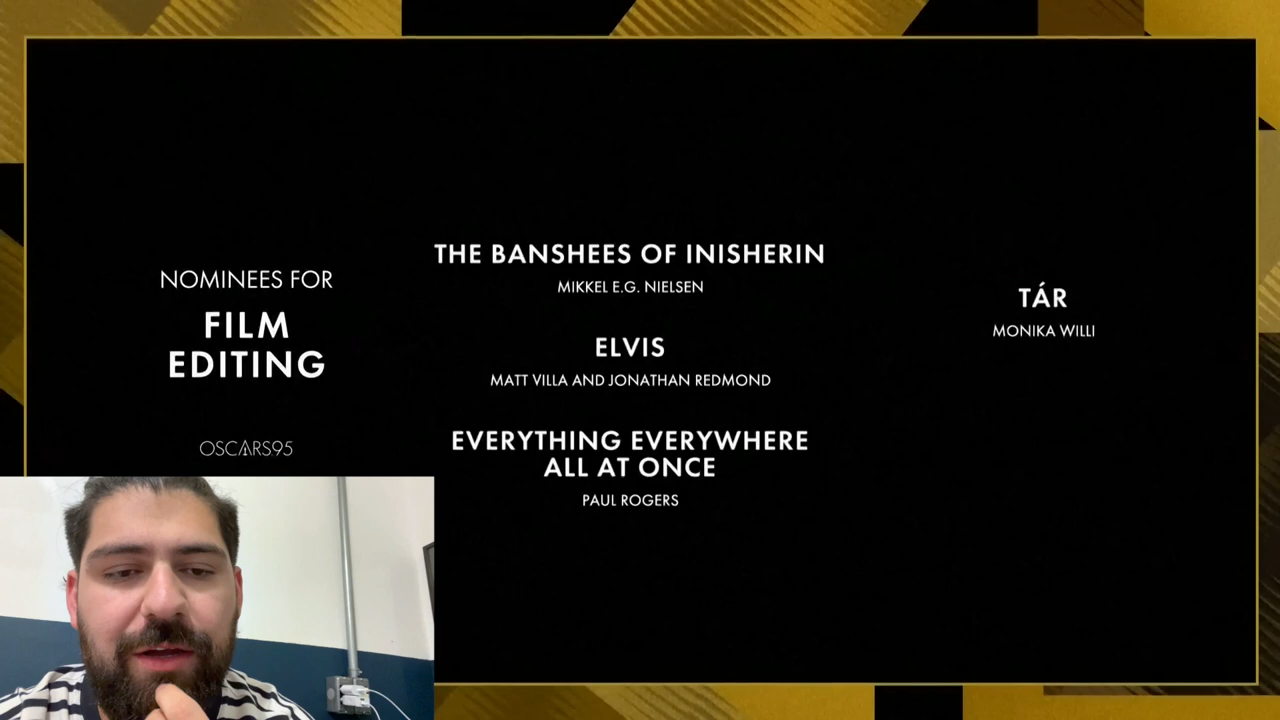 NOMINEES FOR
FILM
EDITING
OSCARS95
THE BANSHEES OF INISHERIN
MIKKEL E.G. NIELSEN
ELVIS
MATT VILLA AND JONATHAN REDMOND
EVERYTHING EVERYWHERE
ALL AT ONCE
PAUL ROGERS
TÁR
MONIKA WILLI